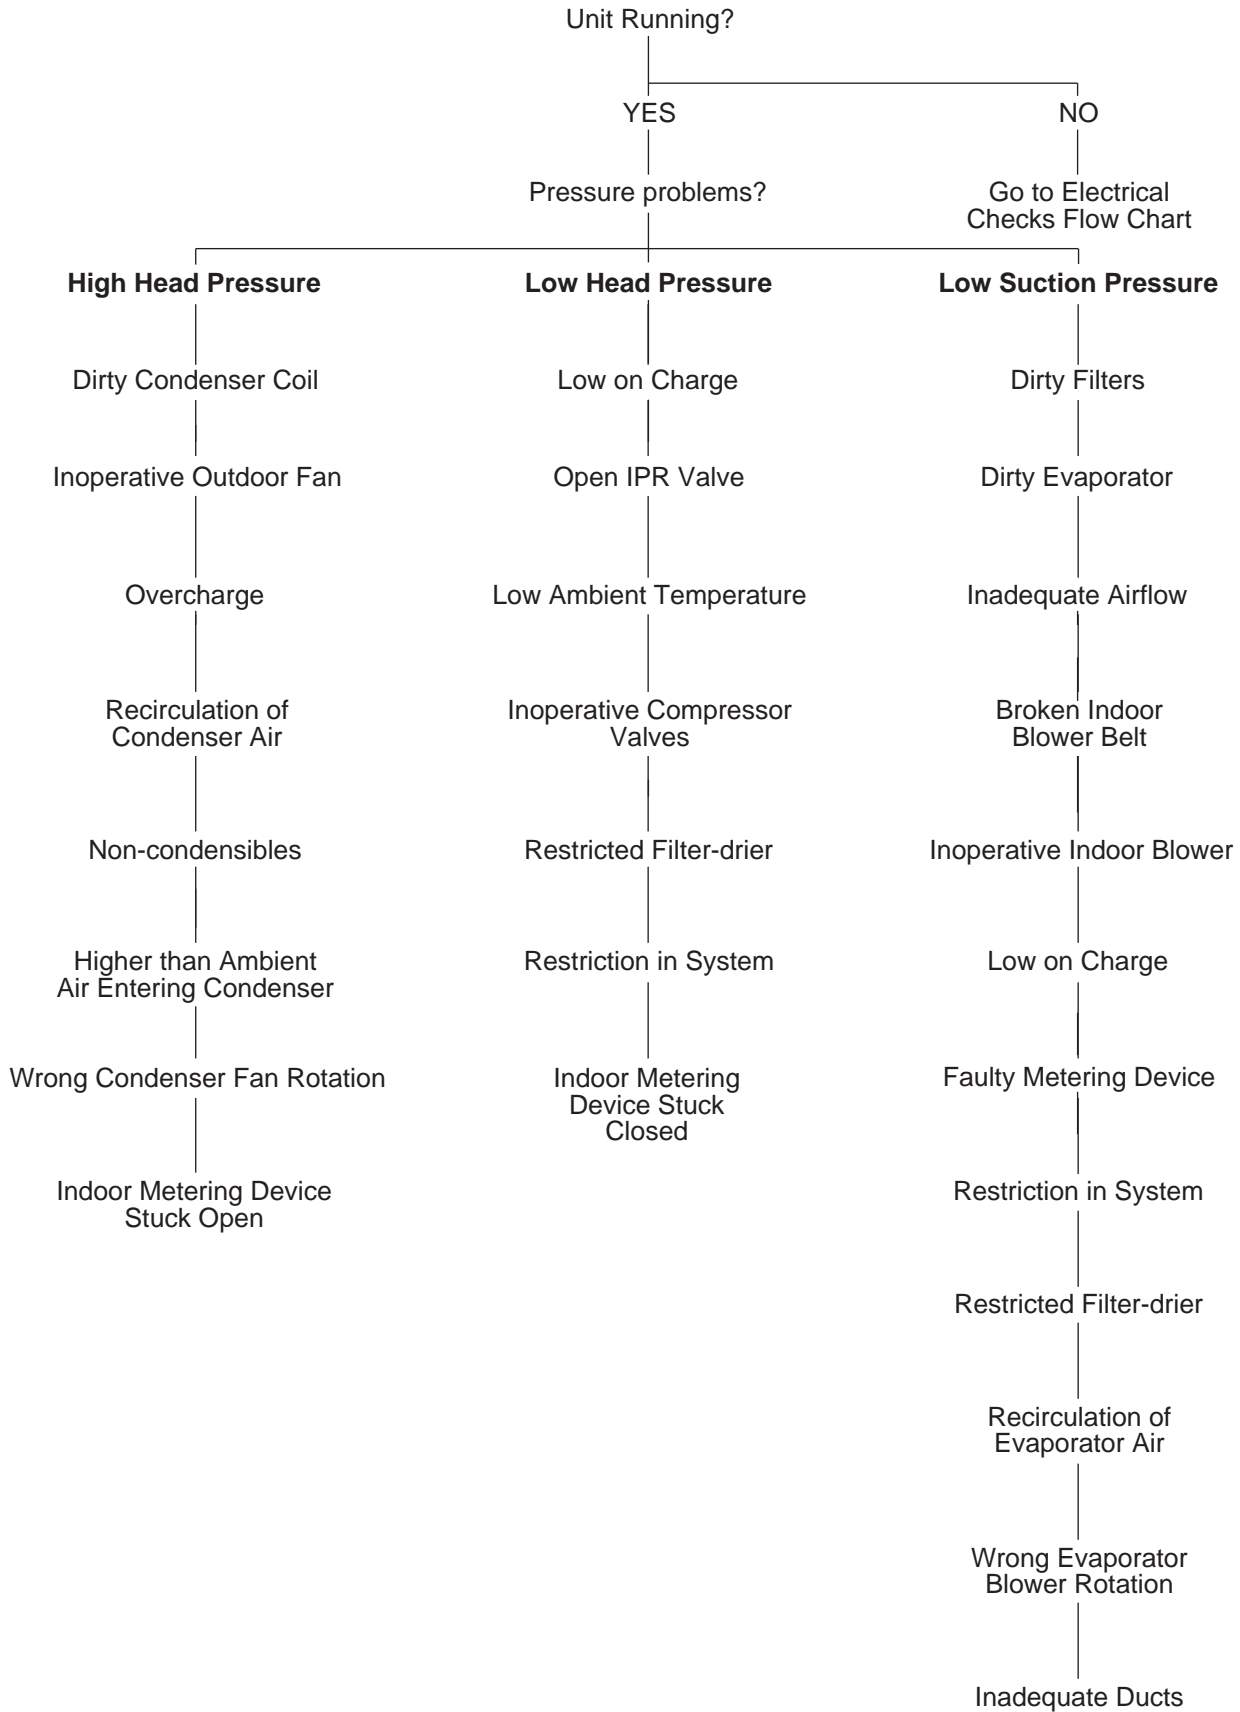 Unit Running?
YES
NO
Pressure problems?
Go to Electrical
Checks Flow Chart
High Head Pressure
Dirty Condenser Coil
Inoperative Outdoor Fan
Overcharge
Recirculation of
Condenser Air
Non-condensibles
Higher than Ambient
Air Entering Condenser
Wrong Condenser Fan Rotation
Indoor Metering Device
Stuck Open
Low Head Pressure
Low on Charge
Open IPR Valve
Low Ambient Temperature
Inoperative Compressor
Valves
Restricted Filter-drier
Restriction in System
Indoor Metering
Device Stuck
Closed
Low Suction Pressure
Dirty Filters
Dirty Evaporator
Inadequate Airflow
Broken Indoor
Blower Belt
Inoperative Indoor Blower
Low on Charge
Faulty Metering Device
Restriction in System
Restricted Filter-drier
Recirculation of
Evaporator Air
Wrong Evaporator
Blower Rotation
Inadequate Ducts